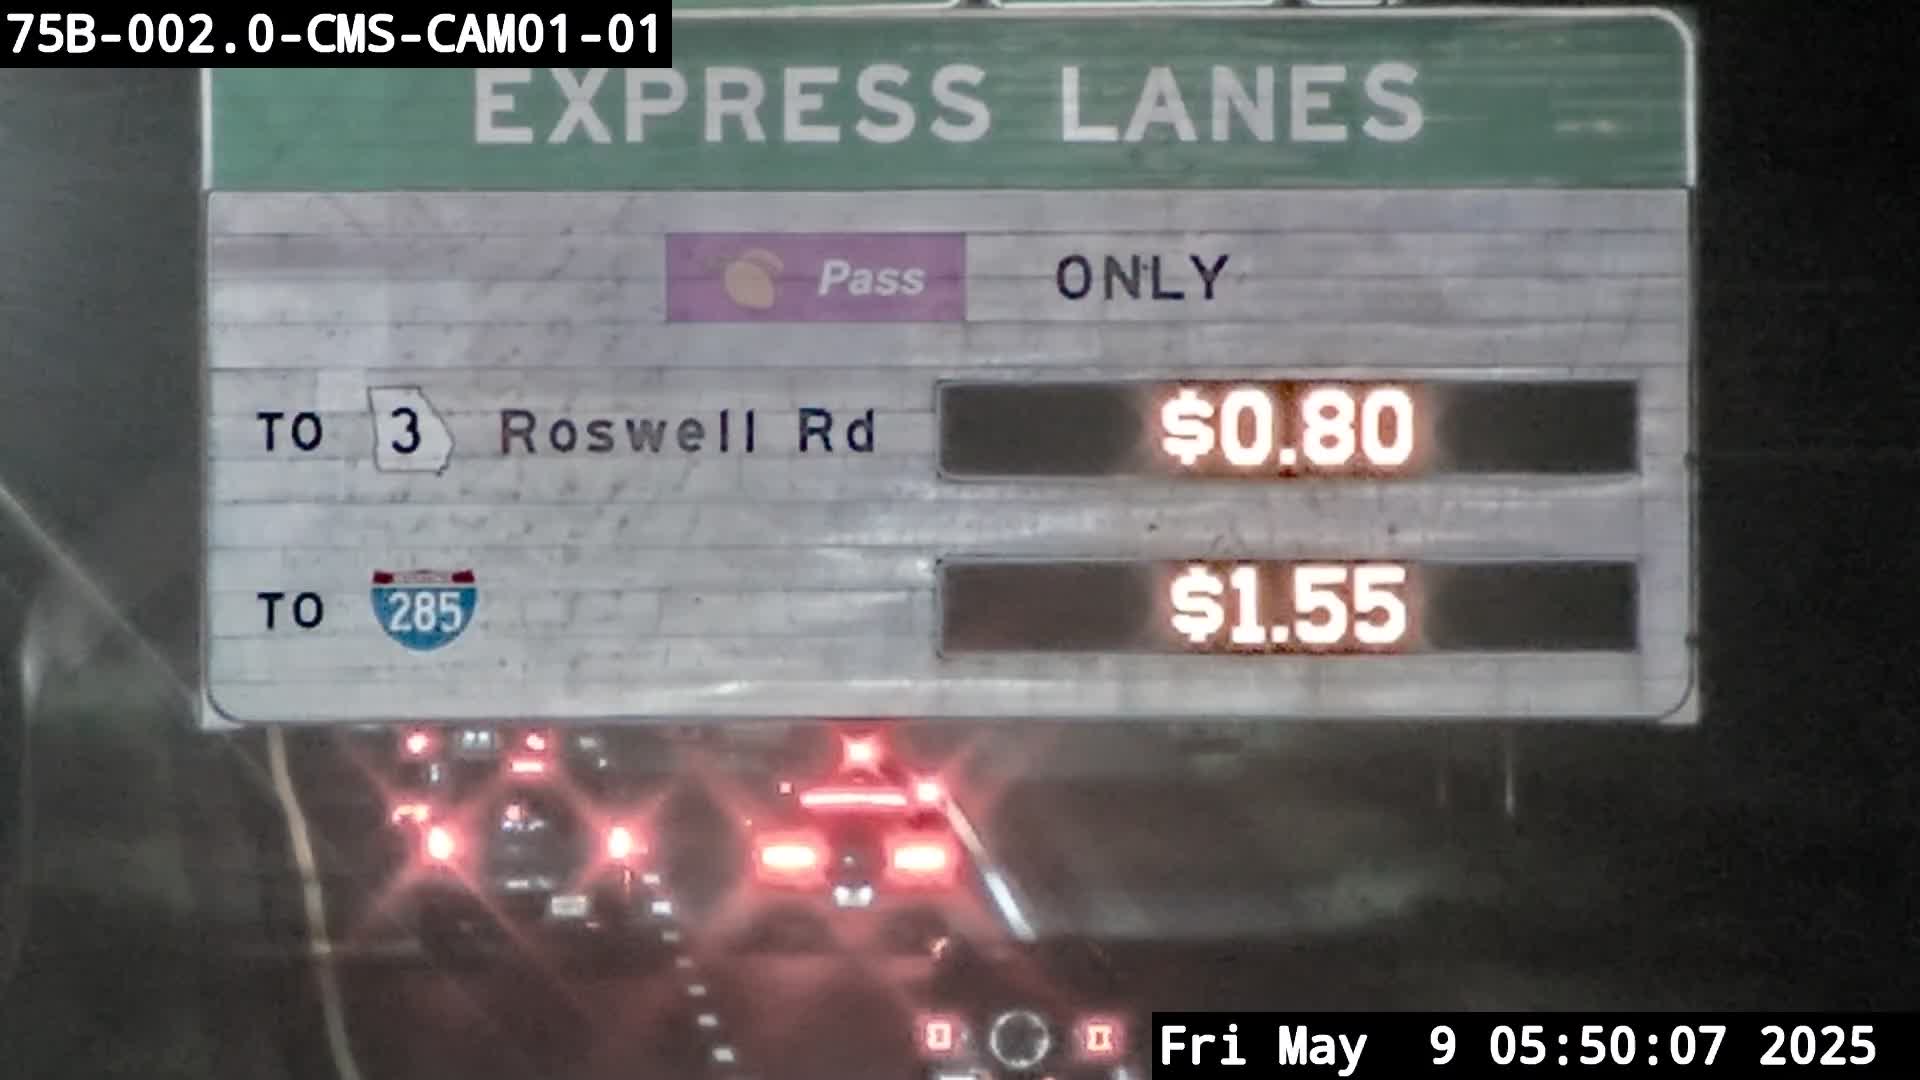 75B-002.0-CMS-CAM01-01
EXPRESS LANES
Pass ONLY
TO 3 Roswell Rd $0.80
TO 285 $1.55
Fri May 9 05:50:07 2025